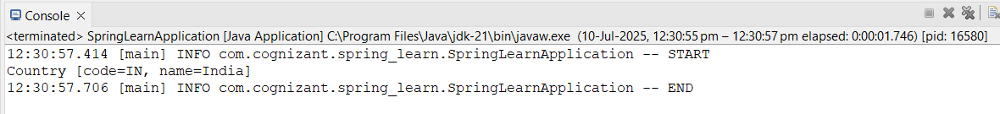 Console
<terminated> SpringLearnApplication [Java Application] C:\Program Files\Java\jdk-21\bin\javaw.exe (10-Jul-2025, 12:30:55 pm – 12:30:57 pm elapsed: 0:00:01.746) [pid: 16580]
12:30:57.414 [main] INFO com.cognizant.spring_learn.SpringLearnApplication -- START
Country [code=IN, name=India]
12:30:57.706 [main] INFO com.cognizant.spring_learn.SpringLearnApplication -- END